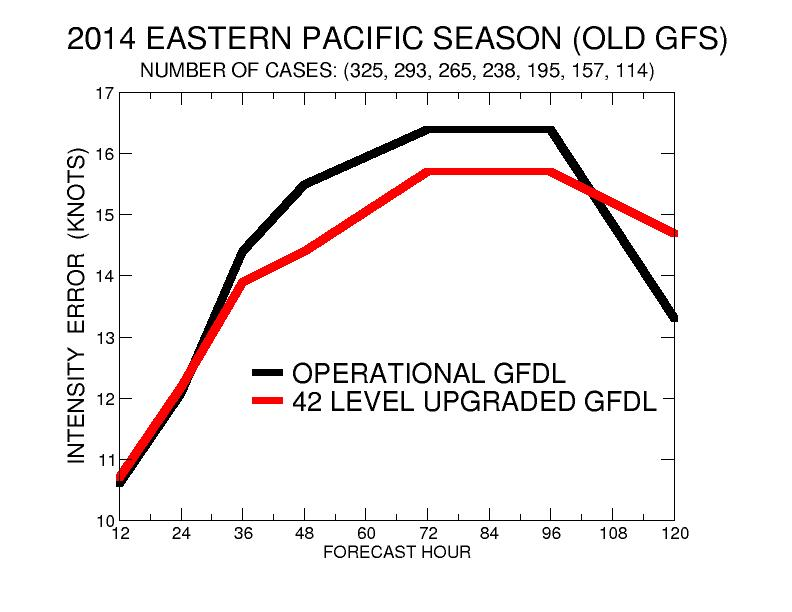 2014 EASTERN PACIFIC SEASON (OLD GFS)
NUMBER OF CASES: (325, 293, 265, 238, 195, 157, 114)
17
16
15
14
13
12
11
10
INTENSITY ERROR (KNOTS)
OPERATIONAL GFDL
42 LEVEL UPGRADED GFDL
12 24 36 48 60 72 84 96 108 120
FORECAST HOUR